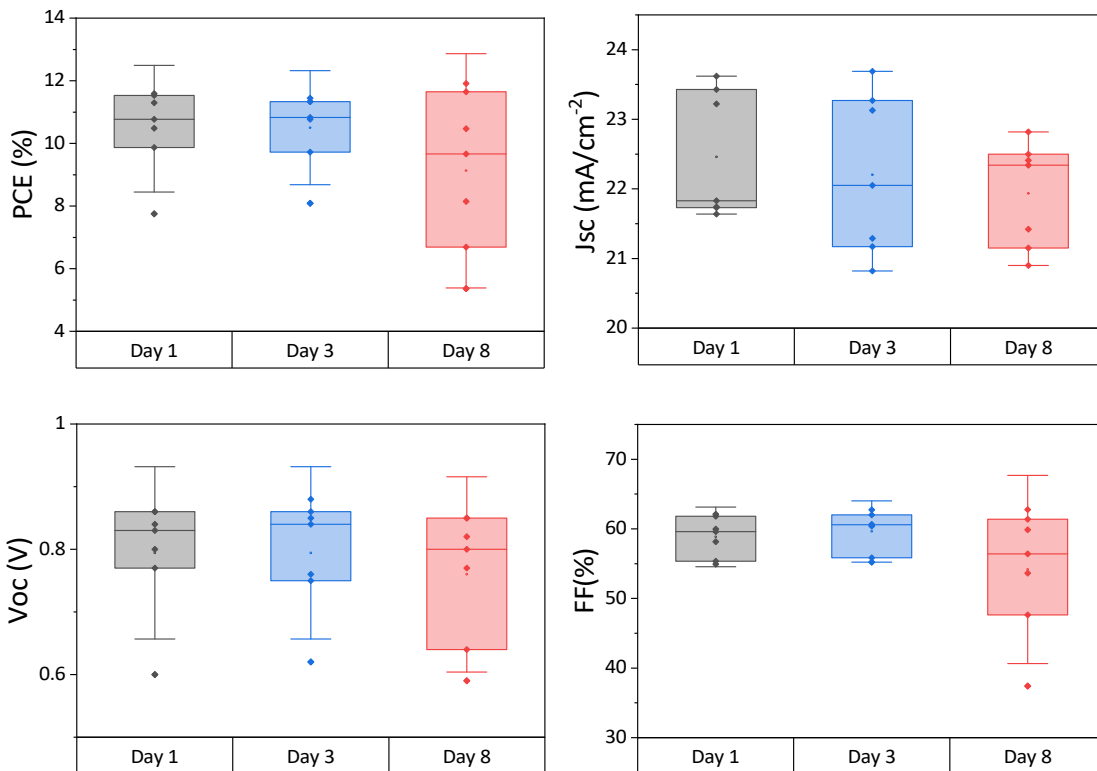 PCE (%)
14
12
10
8
6
4
Day 1
Day 3
Day 8
Jsc (mA/cm⁻²)
24
23
22
21
20
Day 1
Day 3
Day 8
Voc (V)
1
0.8
0.6
Day 1
Day 3
Day 8
FF(%)
70
60
50
40
30
Day 1
Day 3
Day 8